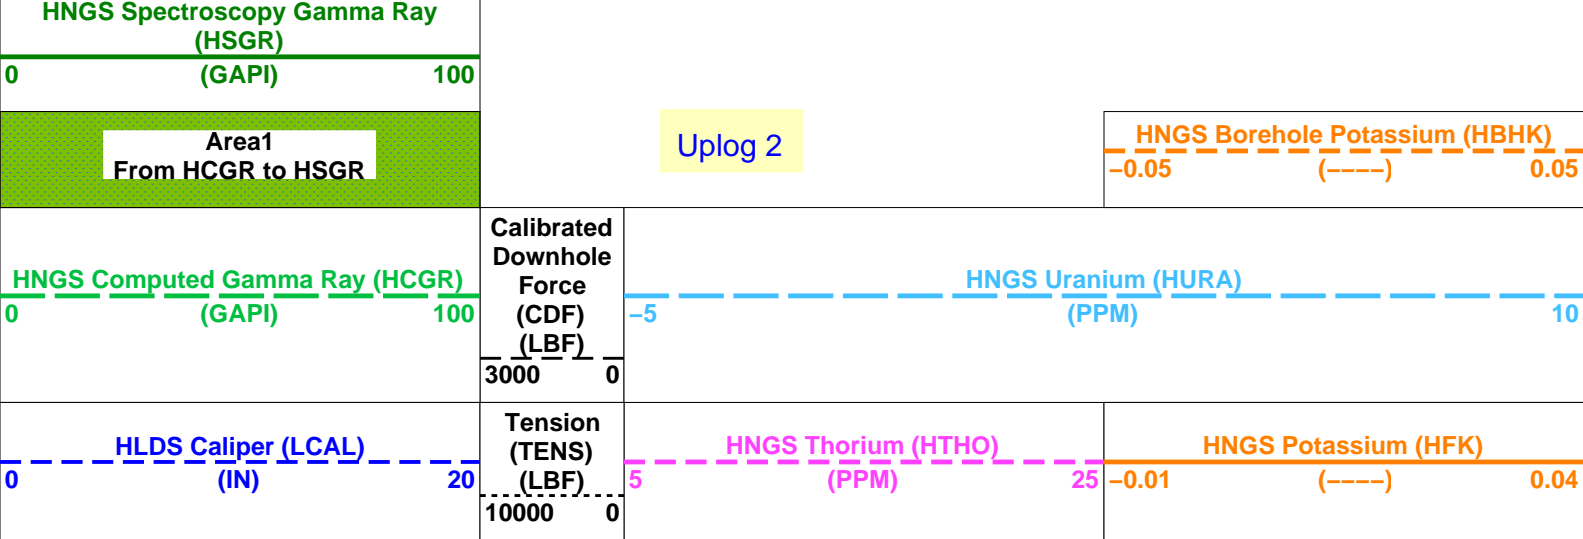 HNGS Spectroscopy Gamma Ray
(HSGR)
0 (GAPI) 100
Area1
From HCGR to HSGR
Uplog 2
HNGS Borehole Potassium (HBHK)
−0.05 (−−−−) 0.05
HNGS Computed Gamma Ray (HCGR)
0 (GAPI) 100
Calibrated
Downhole
Force
(CDF)
(LBF)
3000 0
HNGS Uranium (HURA)
−5 (PPM) 10
HLDS Caliper (LCAL)
0 (IN) 20
Tension
(TENS)
(LBF)
10000 0
HNGS Thorium (HTHO)
5 (PPM) 25
HNGS Potassium (HFK)
−0.01 (−−−−) 0.04